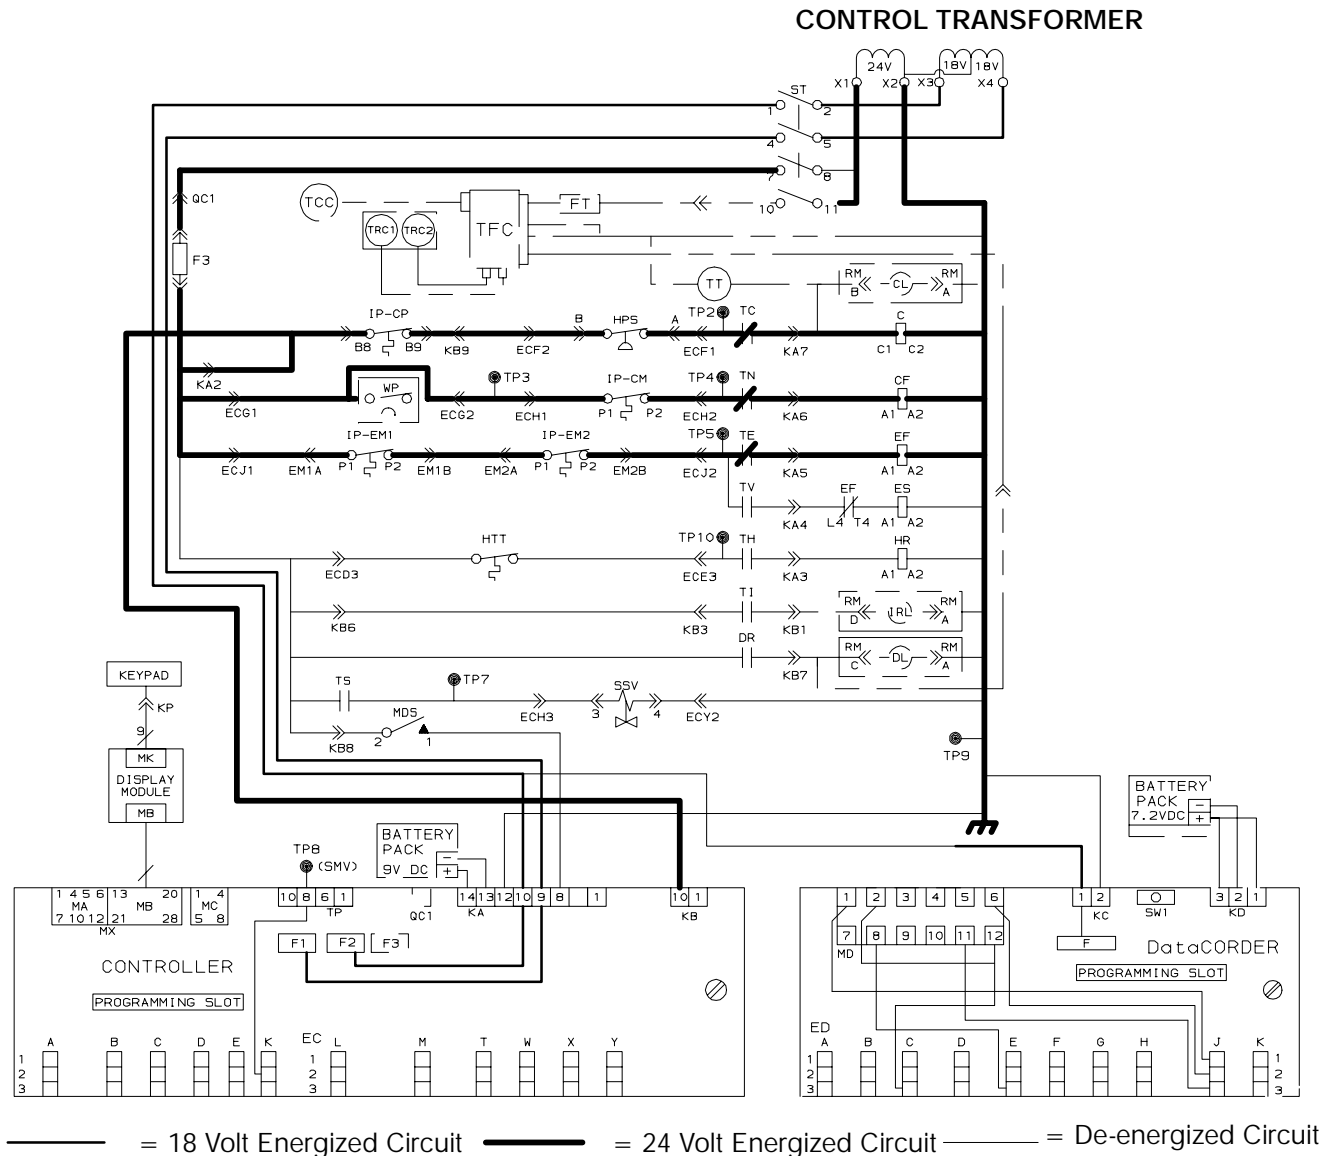 CONTROL TRANSFORMER
24V 18V 18V
X1 X2 X3 X4
ST
1 2
4 5
7 8
QC1
TCC
FT
10 11
TRC1 TRC2
TFC
F3
TT
RM CL RM
B A
IP-CP B HPS A TP2 TC C
B8 B9 KB9 ECF2 ECF1 KA7 C1 C2
KA2
WP TP3 IP-CM TP4 TN CF
ECG1 ECG2 ECH1 P1 P2 ECH2 KA6 A1 A2
IP-EM1 IP-EM2 TP5 TE EF
ECJ1 EM1A P1 P2 EM1B EM2A P1 P2 EM2B ECJ2 KA5 A1 A2
TV EF ES
KA4 L4 T4 A1 A2
HTT TP10 TH HR
ECD3 ECE3 KA3 A1 A2
TI RM IRL RM
KB6 KB3 KB1 D A
DR RM DL RM
KB7 C A
KEYPAD
TS TP7 SSV
ECH3 3 4 ECY2
KP
MDS
KB8 2 1
9
TP9
MK
DISPLAY
MODULE
MB
BATTERY
PACK
7.2VDC
−
+
BATTERY
PACK
9V DC
−
+
TP8
(SMV)
1 4 5 6 13 20
MA MB
7 10 12 21 28
MX
1 4
MC
5 8
10 8 6 1
TP
QC1
14 13 12 10 9 8 1
KA
10 1
KB
F1 F2 F3
CONTROLLER
PROGRAMMING SLOT
EC
A B C D E K L M T W X Y
1 1
2 2
3 3
1 2 3 4 5 6
7 8 9 10 11 12
MD
1 2
KC
SW1
3 2 1
KD
F
DataCORDER
PROGRAMMING SLOT
ED
A B C D E F G H J K
1 1
2 2
3 3
= 18 Volt Energized Circuit = 24 Volt Energized Circuit = De-energized Circuit